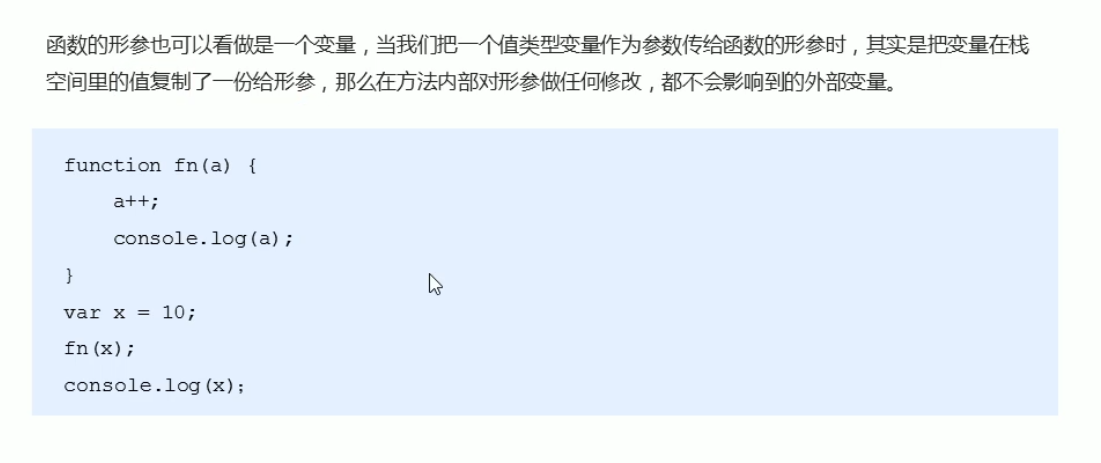 函数的形参也可以看做是一个变量，当我们把一个值类型变量作为参数传给函数的形参时，其实是把变量在栈
空间里的值复制了一份给形参，那么在方法内部对形参做任何修改，都不会影响到的外部变量。
function fn(a) {
    a++;
    console.log(a);
}
var x = 10;
fn(x);
console.log(x);